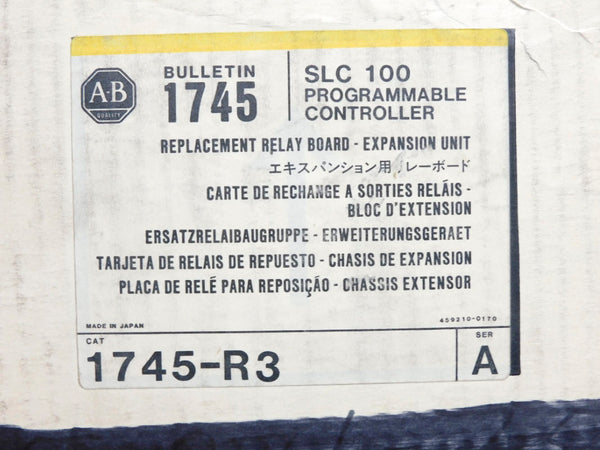 A-B
QUALITY
BULLETIN
1745
SLC 100
PROGRAMMABLE
CONTROLLER
REPLACEMENT RELAY BOARD - EXPANSION UNIT
エキスパンション用 レーボード
CARTE DE RECHANGE A SORTIES RELÁIS -
BLOC D'EXTENSION
ERSATZRELAIBAUGRUPPE - ERWEITERUNGSGERAET
TARJETA DE RELAIS DE REPUESTO - CHASIS DE EXPANSION
PLACA DE RELÉ PARA REPOSIÇÃO - CHASSIS EXTENSOR
459210-0170
MADE IN JAPAN
CAT
1745-R3
SER
A